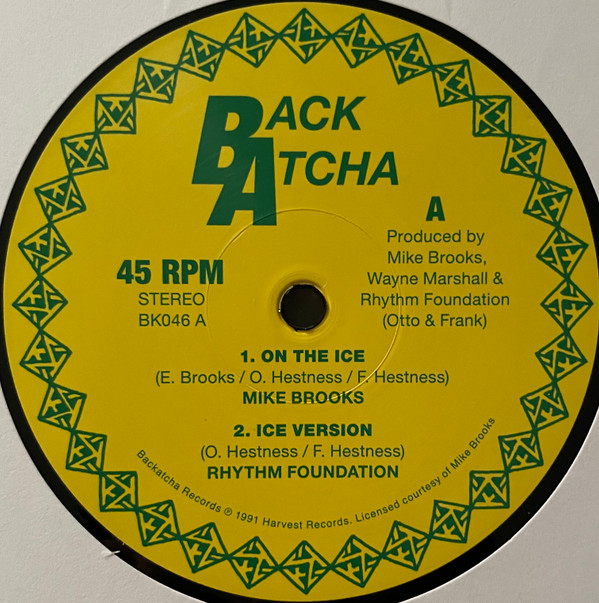 BACK
ATCHA
A
Produced by
Mike Brooks,
Wayne Marshall &
Rhythm Foundation
(Otto & Frank)
45 RPM
STEREO
BK046 A
1. ON THE ICE
(E. Brooks / O. Hestness / F. Hestness)
MIKE BROOKS
2. ICE VERSION
(O. Hestness / F. Hestness)
RHYTHM FOUNDATION
Backatcha Records ℗ 1991 Harvest Records. Licensed courtesy of Mike Brooks